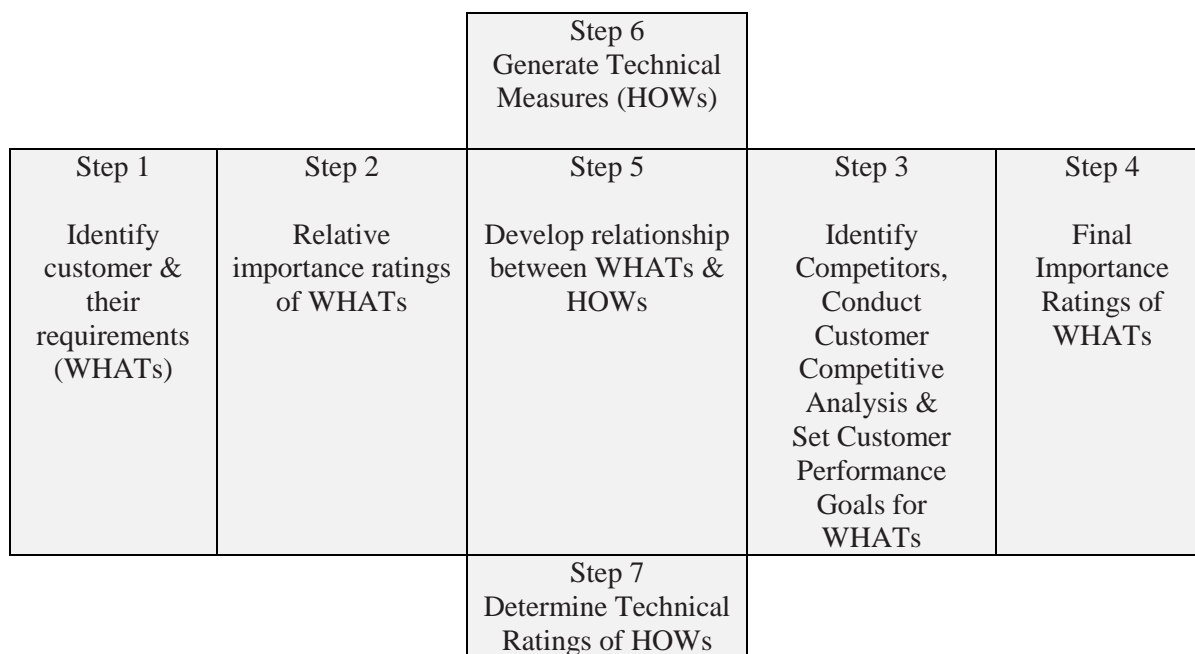 Step 6
Generate Technical
Measures (HOWs)
Step 1
Identify
customer &
their
requirements
(WHATs)
Step 2
Relative
importance ratings
of WHATs
Step 5
Develop relationship
between WHATs &
HOWs
Step 3
Identify
Competitors,
Conduct
Customer
Competitive
Analysis &
Set Customer
Performance
Goals for
WHATs
Step 4
Final
Importance
Ratings of
WHATs
Step 7
Determine Technical
Ratings of HOWs